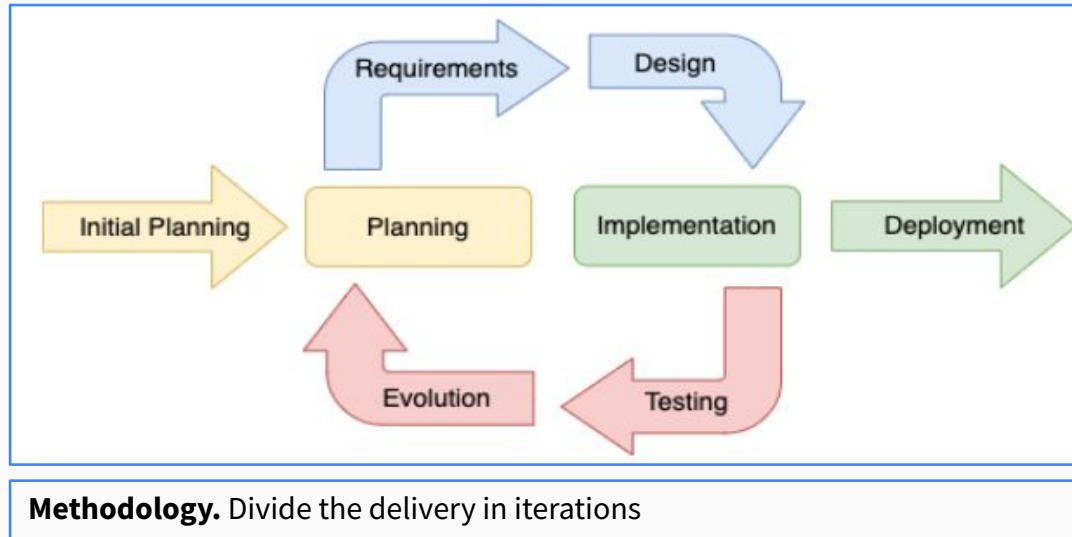 Requirements
Design
Initial Planning
Planning
Implementation
Deployment
Evolution
Testing
Methodology. Divide the delivery in iterations